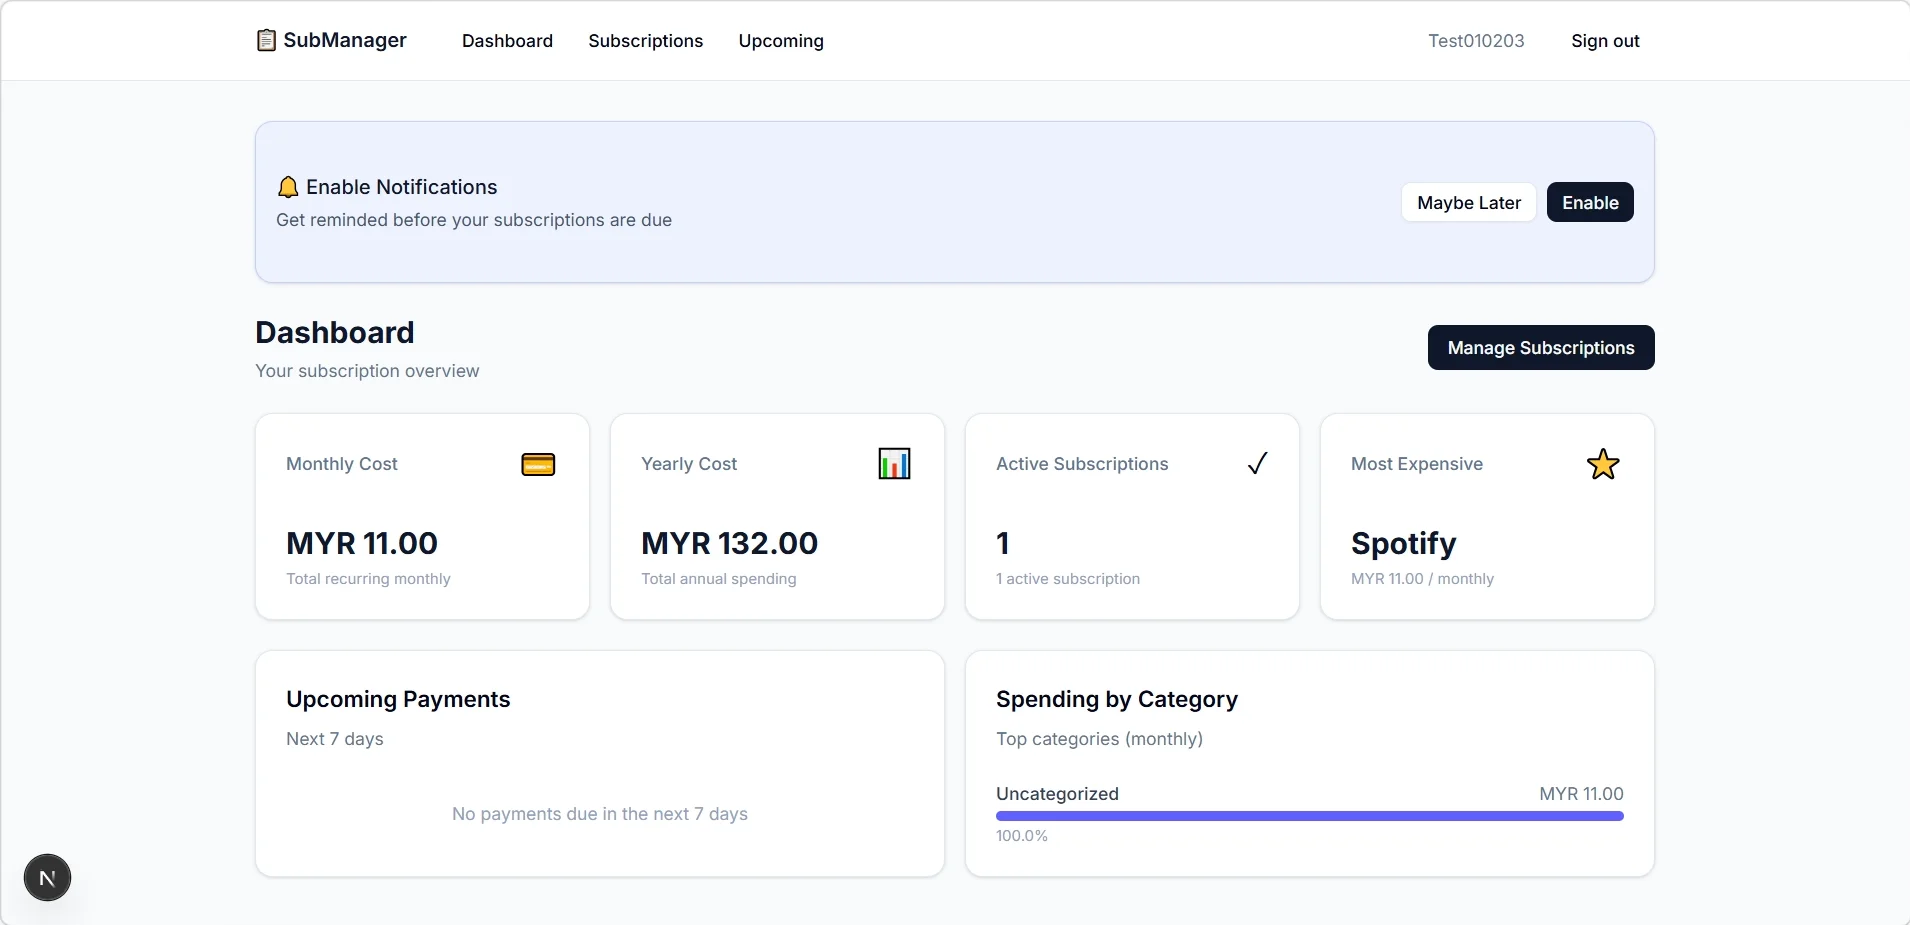 SubManager
Dashboard
Subscriptions
Upcoming
Test010203
Sign out
Enable Notifications
Get reminded before your subscriptions are due
Maybe Later
Enable
Dashboard
Your subscription overview
Manage Subscriptions
Monthly Cost
MYR 11.00
Total recurring monthly
Yearly Cost
MYR 132.00
Total annual spending
Active Subscriptions
1
1 active subscription
Most Expensive
Spotify
MYR 11.00 / monthly
Upcoming Payments
Next 7 days
No payments due in the next 7 days
Spending by Category
Top categories (monthly)
Uncategorized
MYR 11.00
100.0%
N